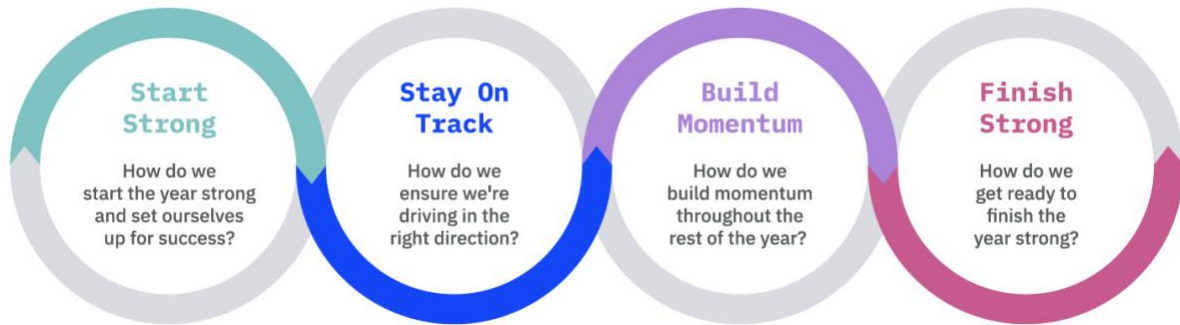 Start
Strong
How do we
start the year strong
and set ourselves
up for success?
Stay On
Track
How do we
ensure we're
driving in the
right direction?
Build
Momentum
How do we
build momentum
throughout the
rest of the year?
Finish
Strong
How do we
get ready to
finish the
year strong?